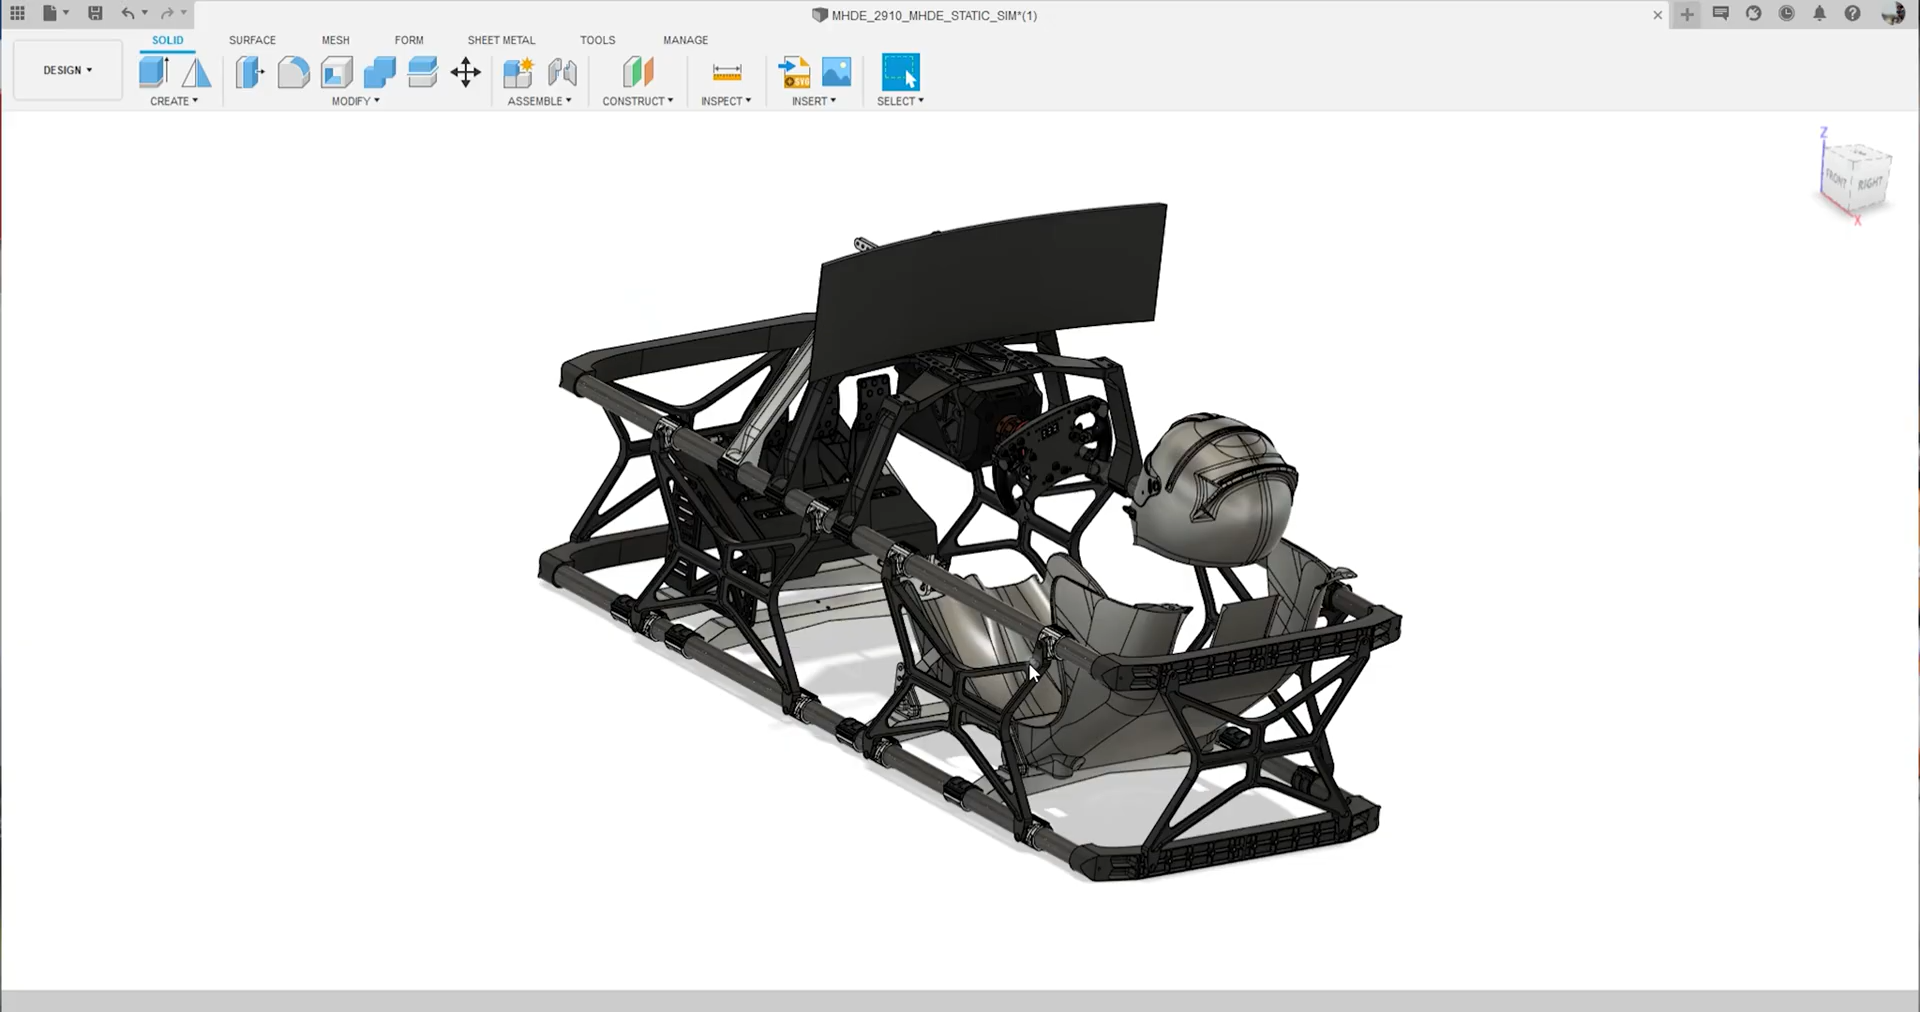 MHDE_2910_MHDE_STATIC_SIM*(1)
SOLID SURFACE MESH FORM SHEET METAL TOOLS MANAGE
DESIGN
CREATE MODIFY ASSEMBLE CONSTRUCT INSPECT INSERT SELECT
SVG
Z
FRONT RIGHT
X